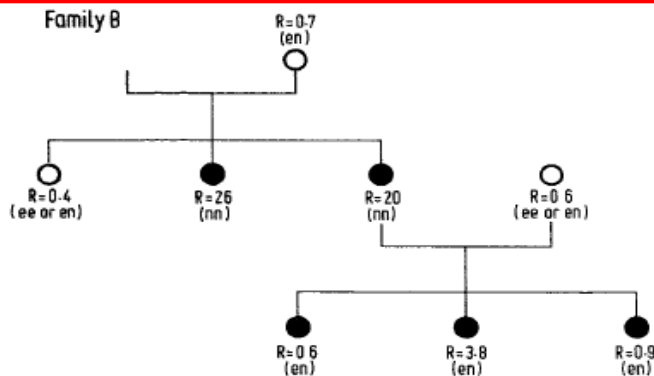 Family B
R=0·7
(en)
R=0·4
(ee or en)
R=26
(nn)
R=20
(nn)
R=0 6
(ee or en)
R=0 6
(en)
R=3·8
(en)
R=0·9
(en)